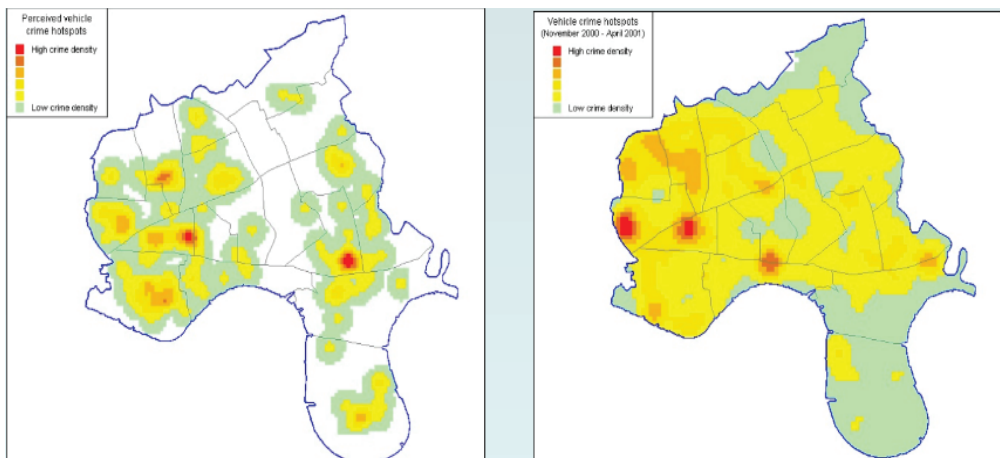 Perceived vehicle
crime hotspots
High crime density
Low crime density
Vehicle crime hotspots
(November 2000 - April 2001)
High crime density
Low crime density